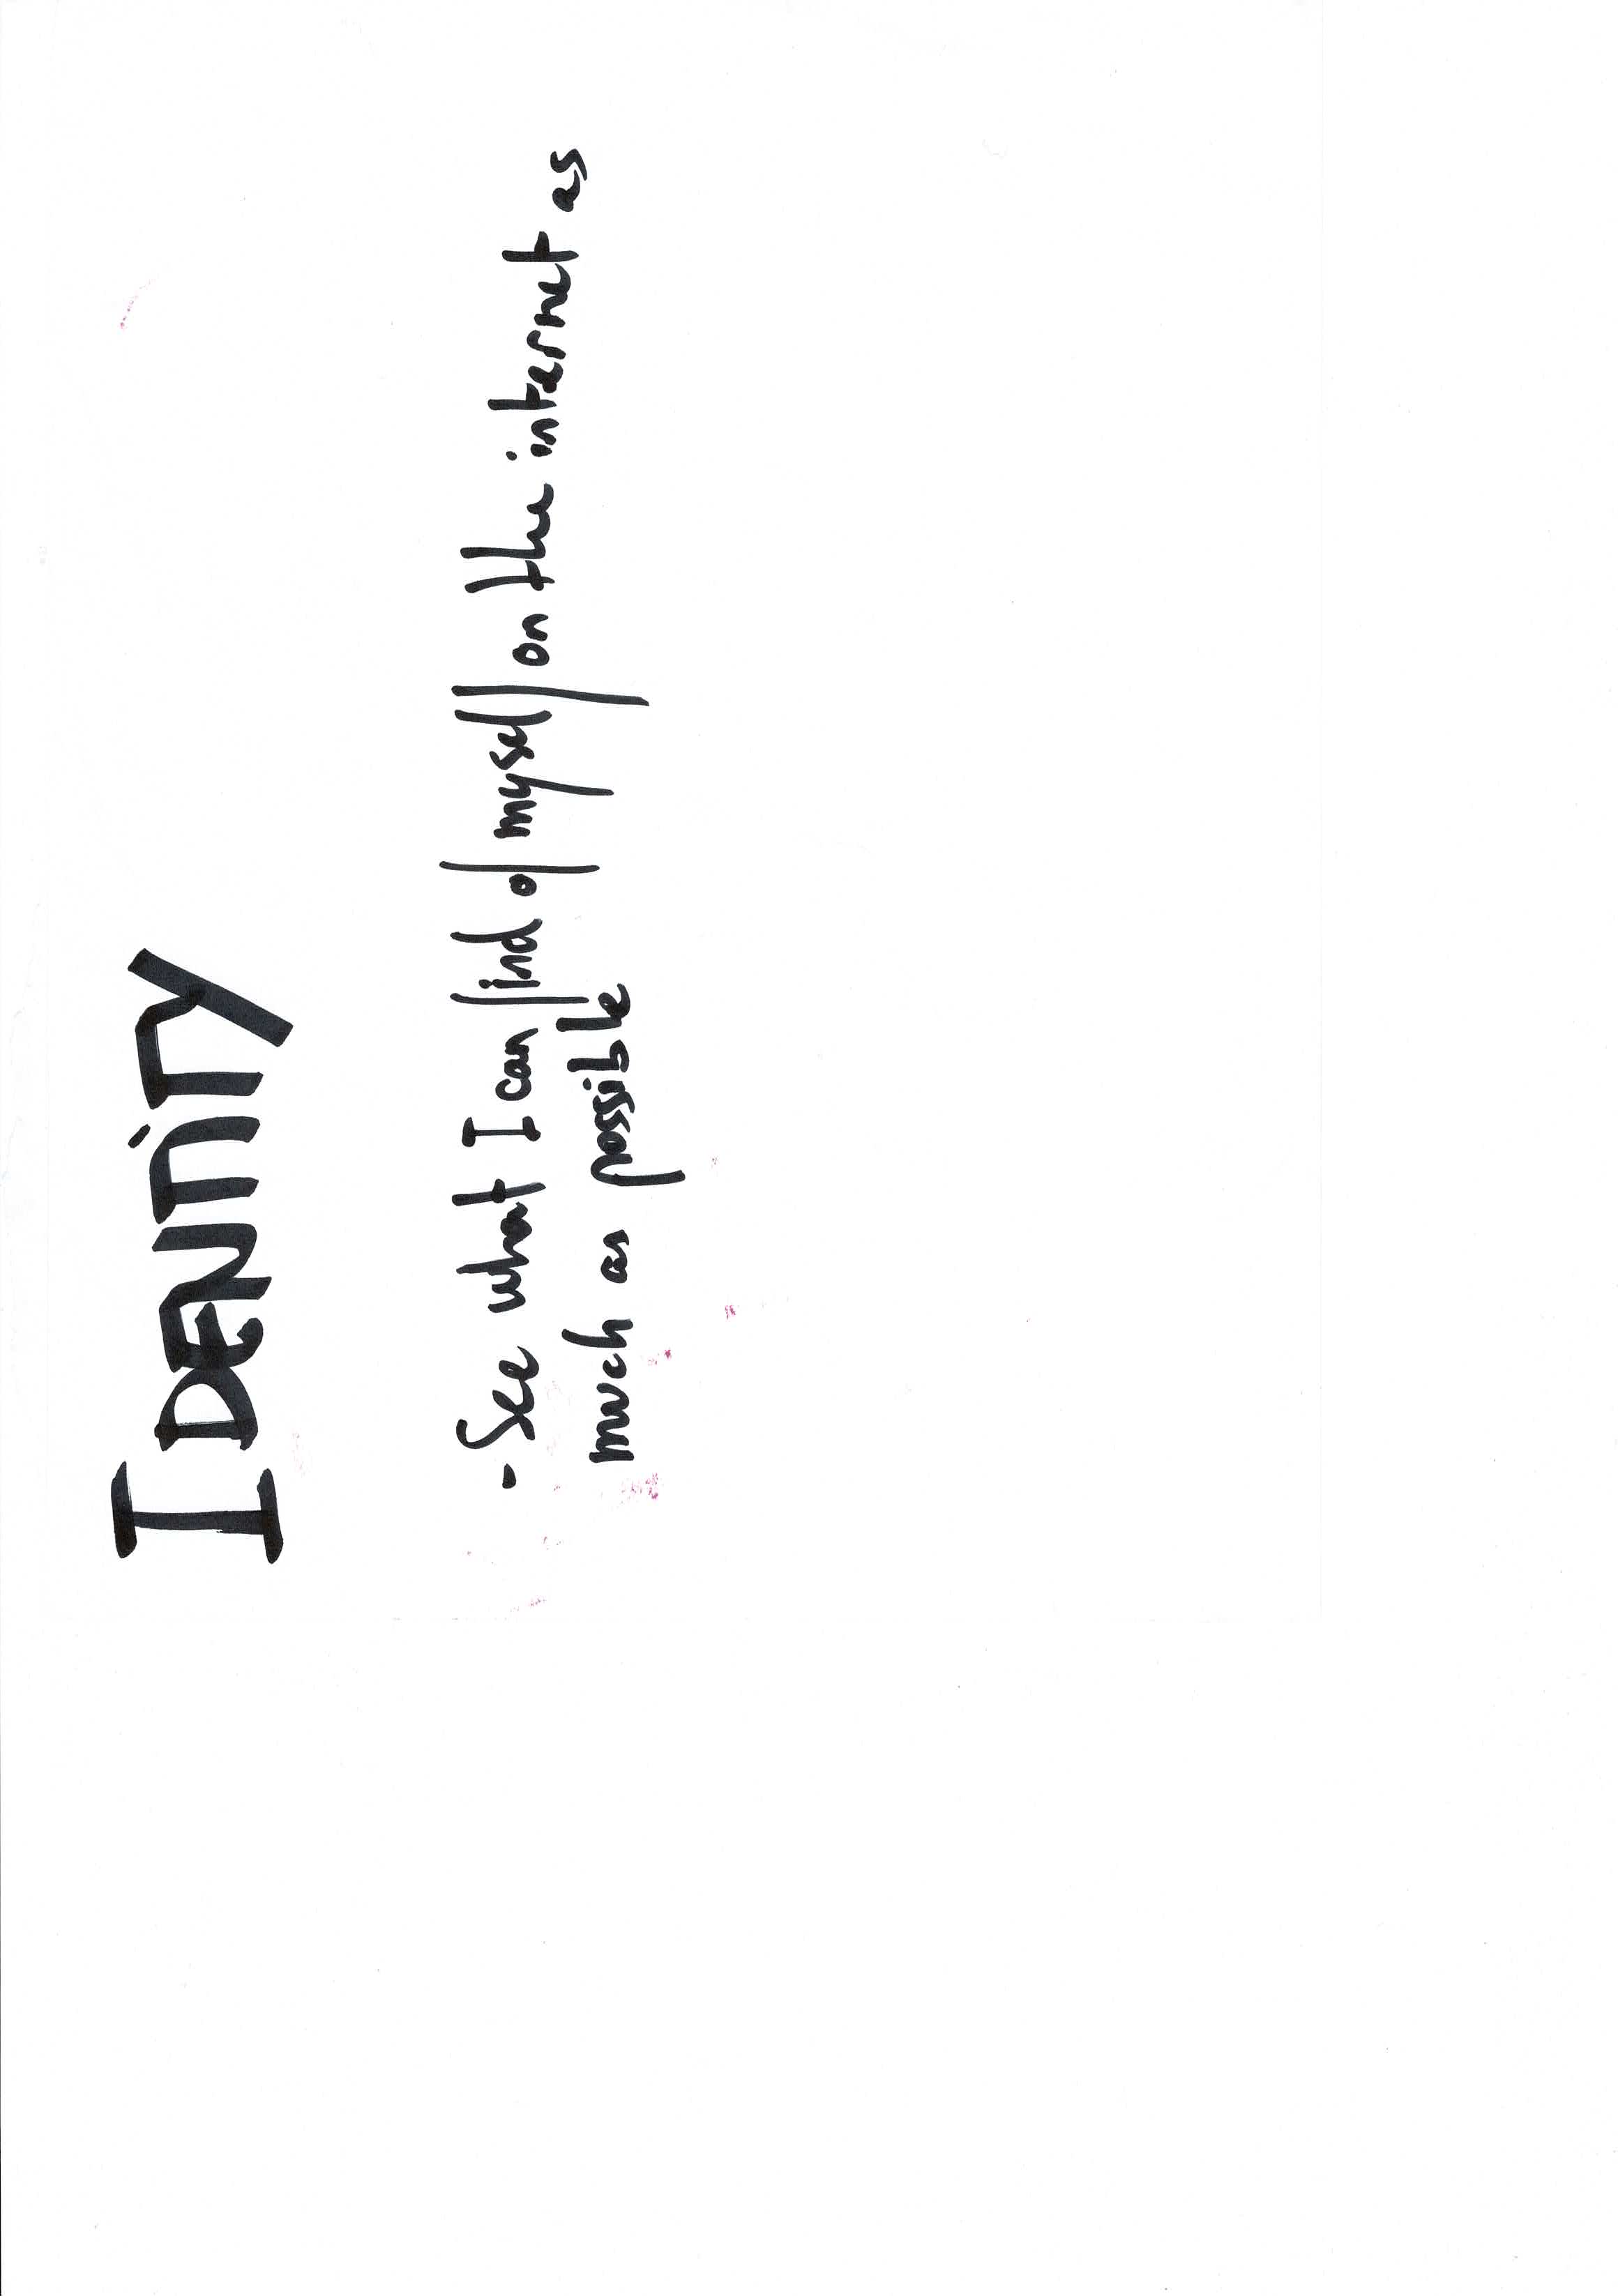 IDENTITY
- See what I can find of myself on the internet as
much as possible